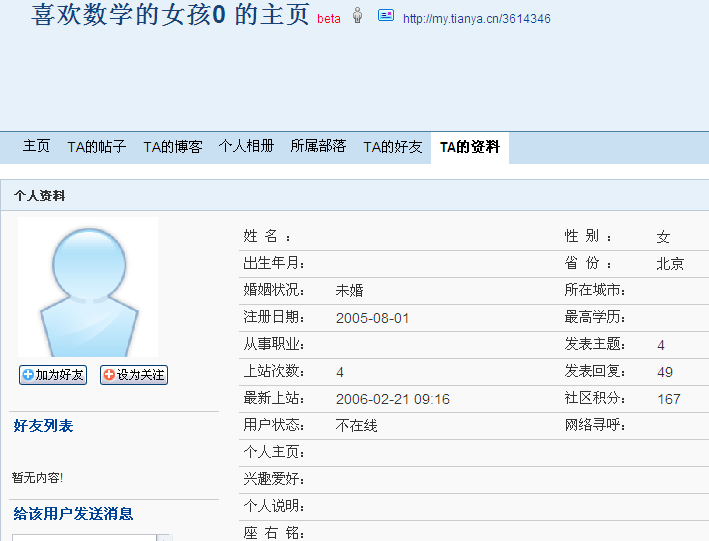 喜欢数学的女孩0 的主页 beta http://my.tianya.cn/3614346
主页 TA的帖子 TA的博客 个人相册 所属部落 TA的好友 TA的资料
个人资料
姓 名 ： 性 别 ： 女
出生年月： 省 份 ： 北京
婚姻状况： 未婚 所在城市：
注册日期： 2005-08-01 最高学历：
从事职业： 发表主题： 4
上站次数： 4 发表回复： 49
最新上站： 2006-02-21 09:16 社区积分： 167
用户状态： 不在线 网络寻呼：
个人主页：
兴趣爱好：
个人说明：
座 右 铭：
加为好友 设为关注
好友列表
暂无内容!
给该用户发送消息